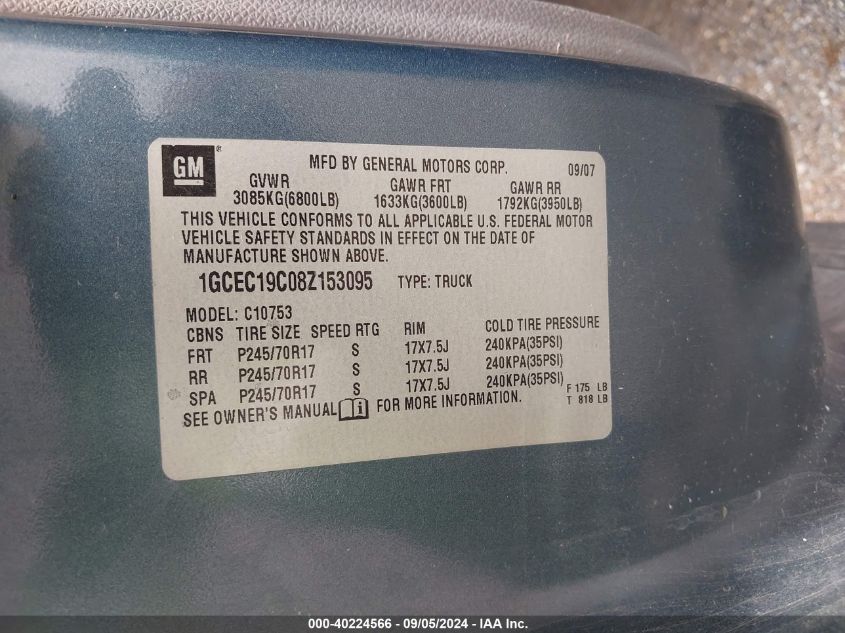 GM
MFD BY GENERAL MOTORS CORP. 09/07
GVWR GAWR FRT GAWR RR
3085KG(6800LB) 1633KG(3600LB) 1792KG(3950LB)
THIS VEHICLE CONFORMS TO ALL APPLICABLE U.S. FEDERAL MOTOR
VEHICLE SAFETY STANDARDS IN EFFECT ON THE DATE OF
MANUFACTURE SHOWN ABOVE.
1GCEC19C08Z153095 TYPE: TRUCK
MODEL: C10753
CBNS TIRE SIZE SPEED RTG RIM COLD TIRE PRESSURE
FRT P245/70R17 S 17X7.5J 240KPA(35PSI)
RR P245/70R17 S 17X7.5J 240KPA(35PSI)
SPA P245/70R17 S 17X7.5J 240KPA(35PSI) F 175 LB
SEE OWNER'S MANUAL FOR MORE INFORMATION. T 818 LB
000-40224566 - 09/05/2024 - IAA Inc.